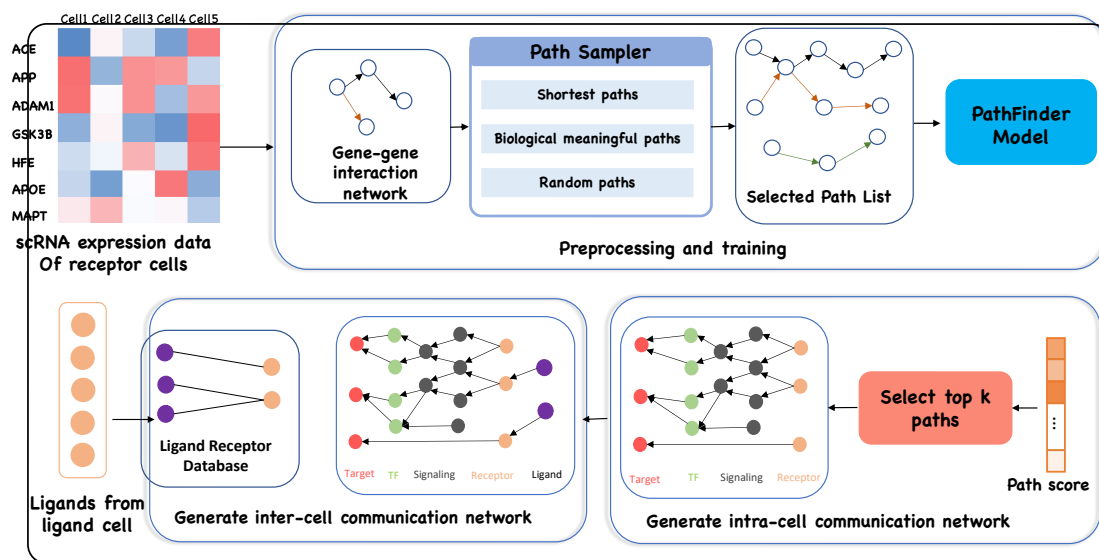 Cell1 Cell2 Cell3 Cell4 Cell5
ACE
APP
ADAM1
GSK3B
HFE
APOE
MAPT
scRNA expression data
Of receptor cells
Gene-gene
interaction
network
Path Sampler
Shortest paths
Biological meaningful paths
Random paths
Selected Path List
PathFinder
Model
Preprocessing and training
Ligands from
ligand cell
Ligand Receptor
Database
Target TF Signaling Receptor Ligand
Generate inter-cell communication network
Target TF Signaling Receptor
Generate intra-cell communication network
Select top k
paths
...
Path score